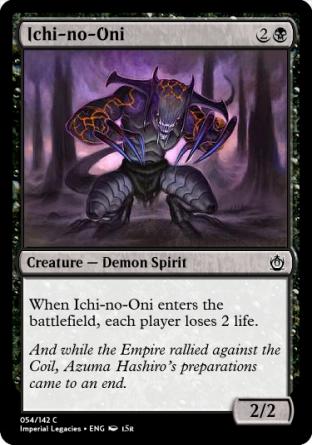 Ichi-no-Oni 2
Creature — Demon Spirit
When Ichi-no-Oni enters the
battlefield, each player loses 2 life.
And while the Empire rallied against the
Coil, Azuma Hashiro's preparations
came to an end.
2/2
054/142 C
Imperial Legacies • ENG